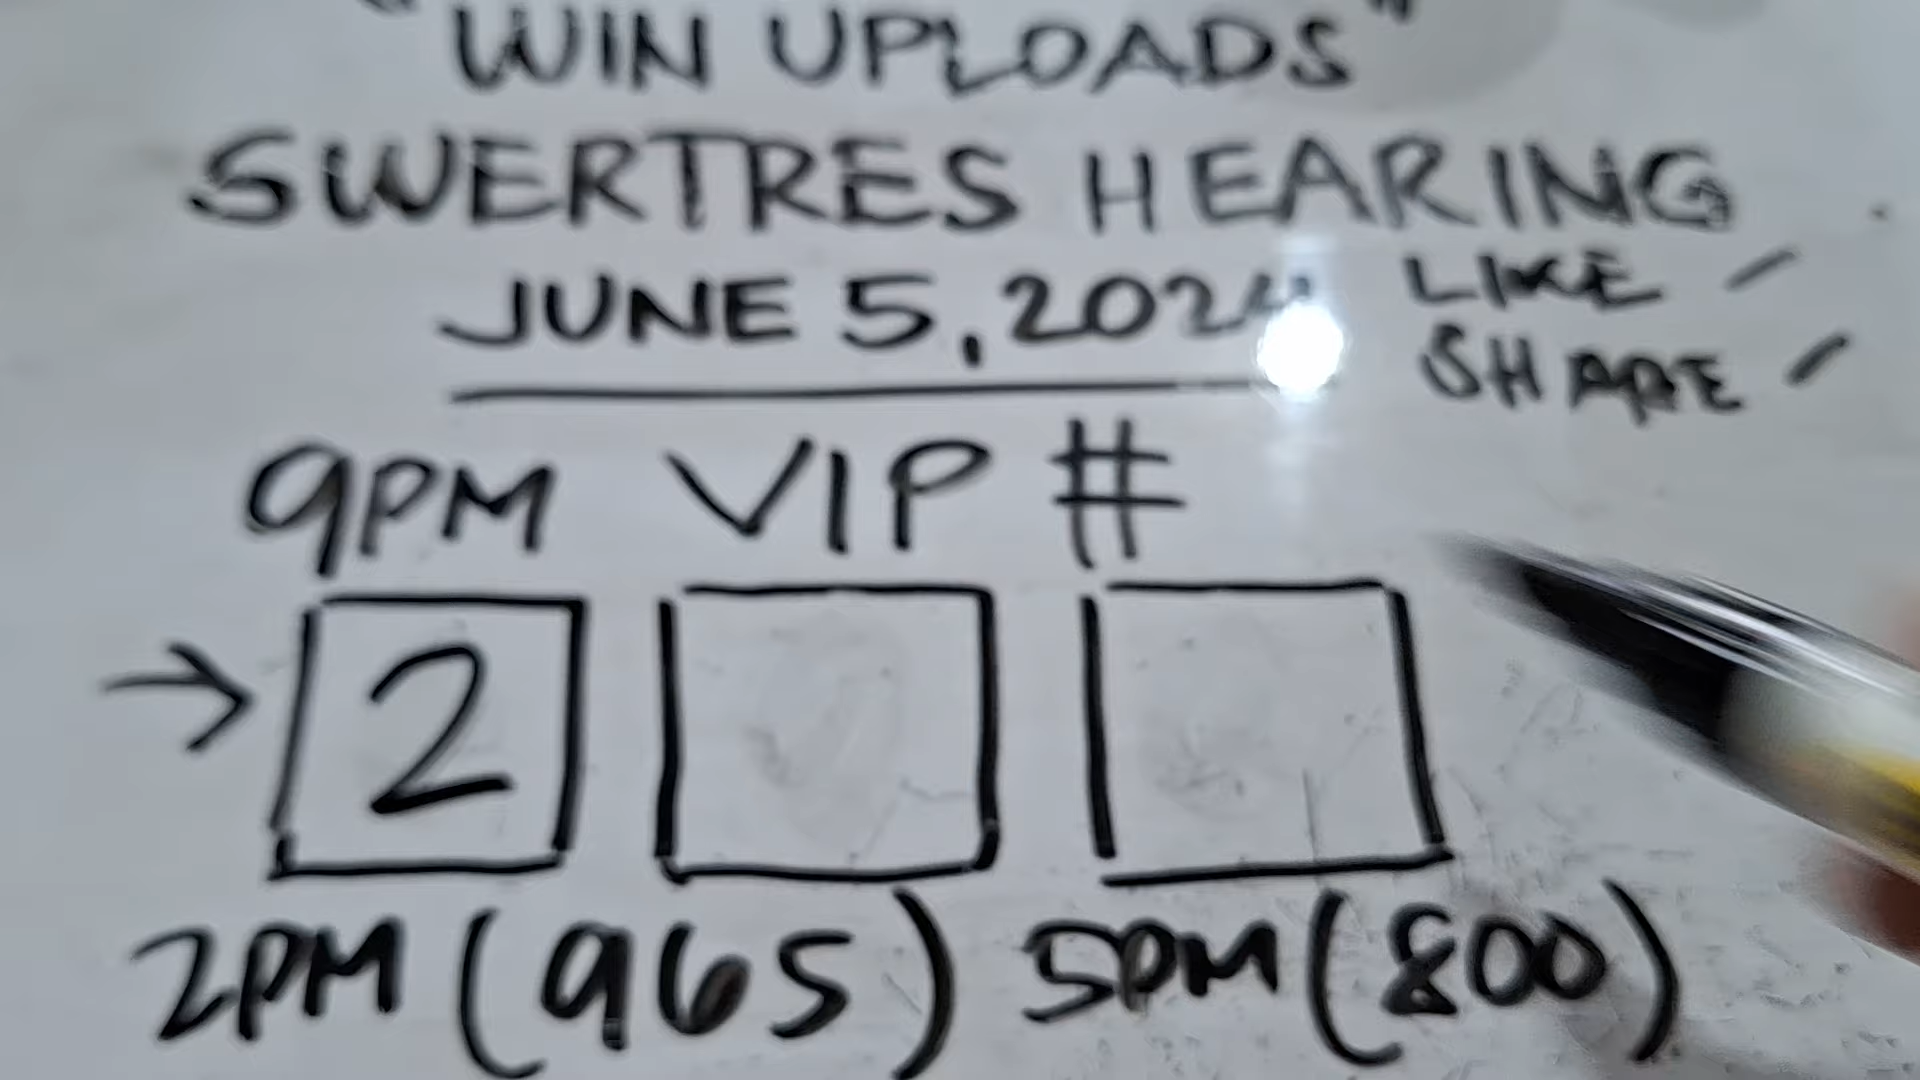 "WIN UPLOADS"
SWERTRES HEARING
JUNE 5, 2024
LIKE /
SHARE /
9PM VIP #
→ 2
2PM (965) 5PM (800)